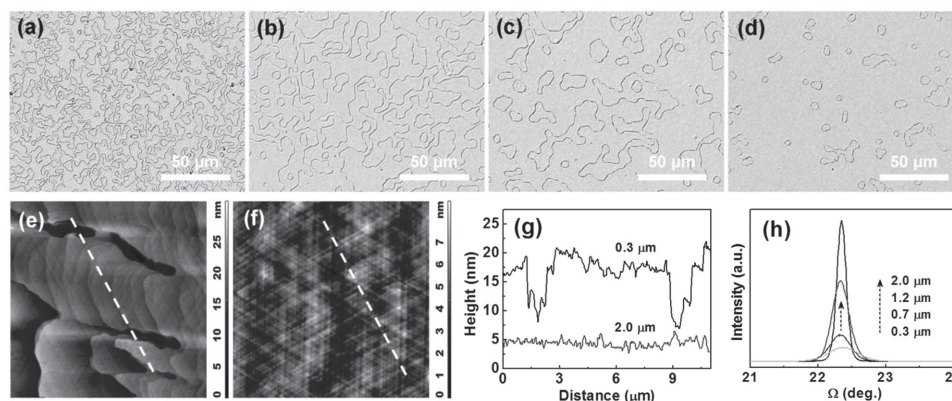 (a)
50 μm
(b)
50 μm
(c)
50 μm
(d)
50 μm
(e)
nm
25
20
15
10
5
0
(f)
nm
7
6
5
4
3
2
1
0
(g)
Height (nm)
25
20
15
10
5
0
0.3 μm
2.0 μm
0 3 6 9
Distance (μm)
(h)
Intensity (a.u.)
2.0 μm
1.2 μm
0.7 μm
0.3 μm
21 22 23 24
Ω (deg.)